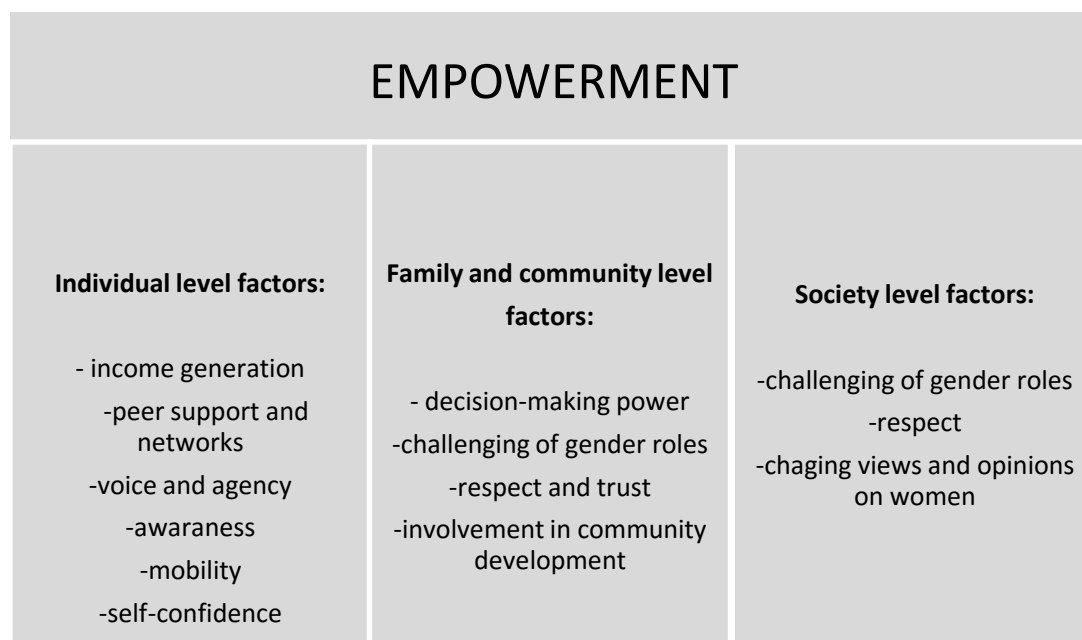 EMPOWERMENT
Individual level factors:
- income generation
-peer support and
networks
-voice and agency
-awaraness
-mobility
-self-confidence
Family and community level
factors:
- decision-making power
-challenging of gender roles
-respect and trust
-involvement in community
development
Society level factors:
-challenging of gender roles
-respect
-chaging views and opinions
on women